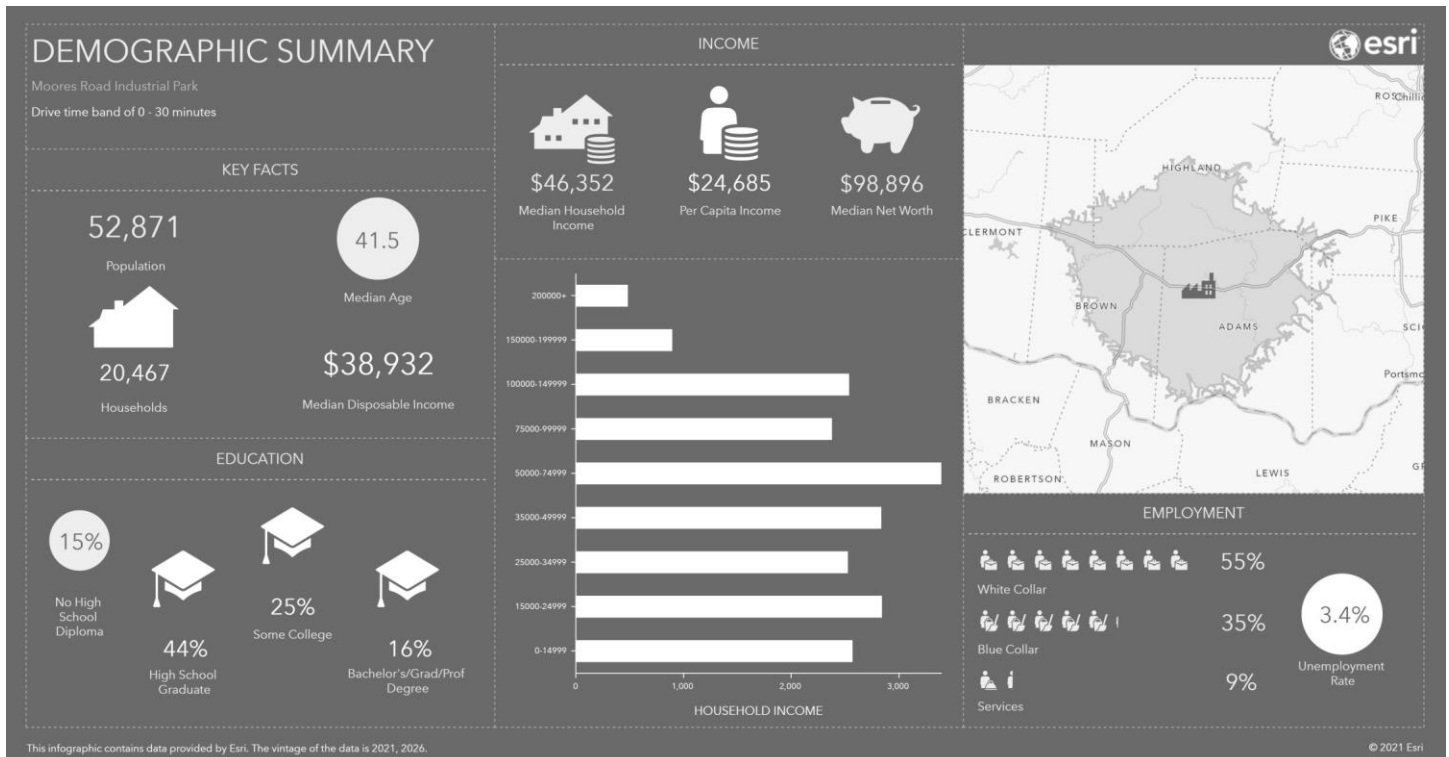 DEMOGRAPHIC SUMMARY
Moores Road Industrial Park
Drive time band of 0 - 30 minutes
KEY FACTS
52,871
Population
41.5
Median Age
20,467
Households
$38,932
Median Disposable Income
EDUCATION
15%
No High
School
Diploma
44%
High School
Graduate
25%
Some College
16%
Bachelor's/Grad/Prof
Degree
INCOME
$46,352
Median Household
Income
$24,685
Per Capita Income
$98,896
Median Net Worth
200000+
150000-199999
100000-149999
75000-99999
50000-74999
35000-49999
25000-34999
15000-24999
0-14999
0 1,000 2,000 3,000
HOUSEHOLD INCOME
esri
HIGHLAND
PIKE
CLERMONT
BROWN
ADAMS
SCI
Portsmo
BRACKEN
MASON
ROBERTSON
LEWIS
EMPLOYMENT
55%
White Collar
35%
Blue Collar
9%
Services
3.4%
Unemployment
Rate
This infographic contains data provided by Esri. The vintage of the data is 2021, 2026.
© 2021 Esri